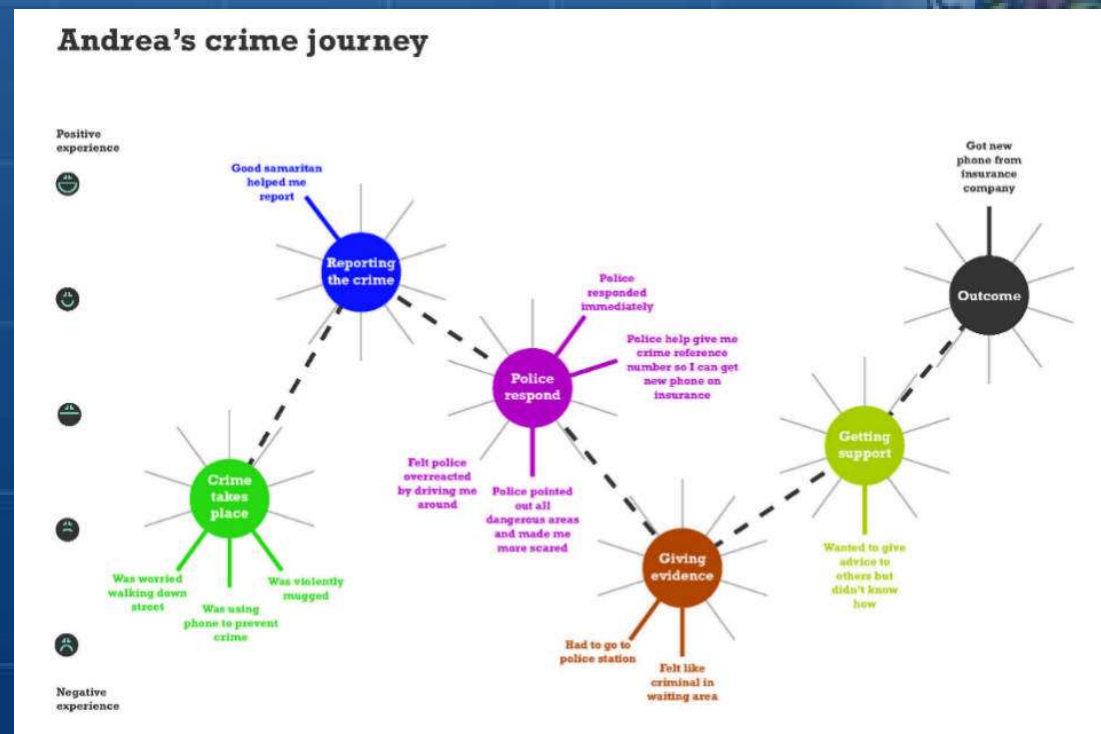 Andrea's crime journey
Positive
experience
Good samaritan
helped me
report
Reporting
the crime
Police
responded
immediately
Police help give me
crime reference
number so I can get
new phone on
insurance
Police
respond
Felt police
overreacted
by driving me
around
Police pointed
out all
dangerous areas
and made me
more scared
Got new
phone from
insurance
company
Outcome
Getting
support
Wanted to give
advice to
others but
didn't know
how
Crime
takes
place
Was worried
walking down
street
Was using
phone to prevent
crime
Was violently
mugged
Giving
evidence
Had to go to
police station
Felt like
criminal in
waiting area
Negative
experience